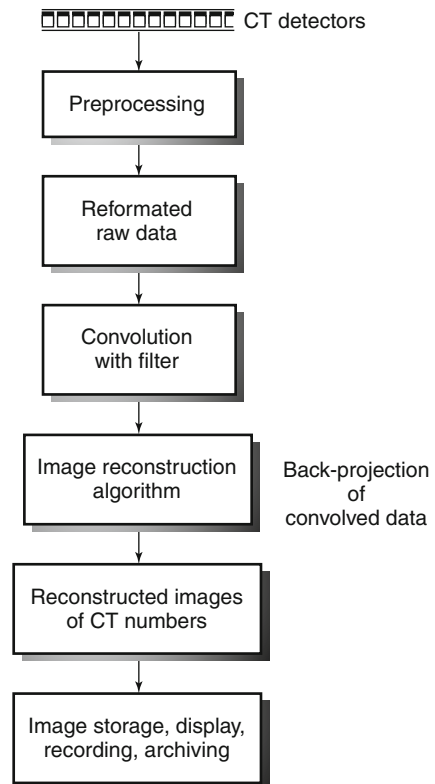 CT detectors
Preprocessing
Reformated
raw data
Convolution
with filter
Image reconstruction
algorithm
Back-projection
of
convolved data
Reconstructed images
of CT numbers
Image storage, display,
recording, archiving